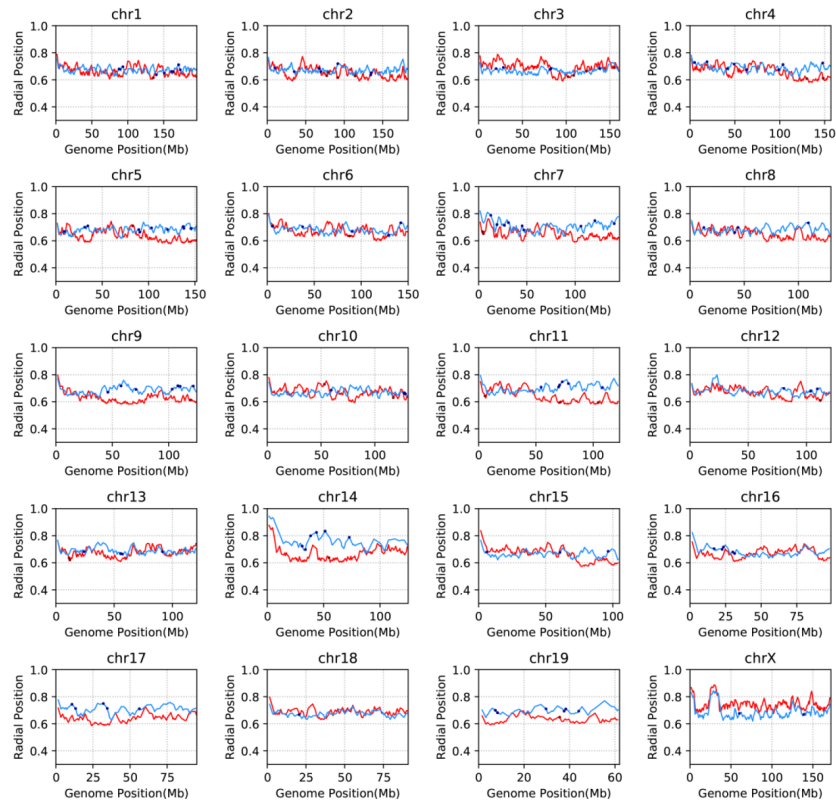 chr1 chr2 chr3 chr4
Radial Position Radial Position Radial Position Radial Position
1.0 1.0 1.0 1.0
0.8 0.8 0.8 0.8
0.6 0.6 0.6 0.6
0.4 0.4 0.4 0.4
0 50 100 150 0 50 100 150 0 50 100 150 0 50 100 150
Genome Position(Mb) Genome Position(Mb) Genome Position(Mb) Genome Position(Mb)
chr5 chr6 chr7 chr8
Radial Position Radial Position Radial Position Radial Position
1.0 1.0 1.0 1.0
0.8 0.8 0.8 0.8
0.6 0.6 0.6 0.6
0.4 0.4 0.4 0.4
0 50 100 150 0 50 100 150 0 50 100 0 50 100
Genome Position(Mb) Genome Position(Mb) Genome Position(Mb) Genome Position(Mb)
chr9 chr10 chr11 chr12
Radial Position Radial Position Radial Position Radial Position
1.0 1.0 1.0 1.0
0.8 0.8 0.8 0.8
0.6 0.6 0.6 0.6
0.4 0.4 0.4 0.4
0 50 100 0 50 100 0 50 100 0 50 100
Genome Position(Mb) Genome Position(Mb) Genome Position(Mb) Genome Position(Mb)
chr13 chr14 chr15 chr16
Radial Position Radial Position Radial Position Radial Position
1.0 1.0 1.0 1.0
0.8 0.8 0.8 0.8
0.6 0.6 0.6 0.6
0.4 0.4 0.4 0.4
0 50 100 0 50 100 0 50 100 0 25 50 75
Genome Position(Mb) Genome Position(Mb) Genome Position(Mb) Genome Position(Mb)
chr17 chr18 chr19 chrX
Radial Position Radial Position Radial Position Radial Position
1.0 1.0 1.0 1.0
0.8 0.8 0.8 0.8
0.6 0.6 0.6 0.6
0.4 0.4 0.4 0.4
0 25 50 75 0 25 50 75 0 20 40 60 0 50 100 150
Genome Position(Mb) Genome Position(Mb) Genome Position(Mb) Genome Position(Mb)